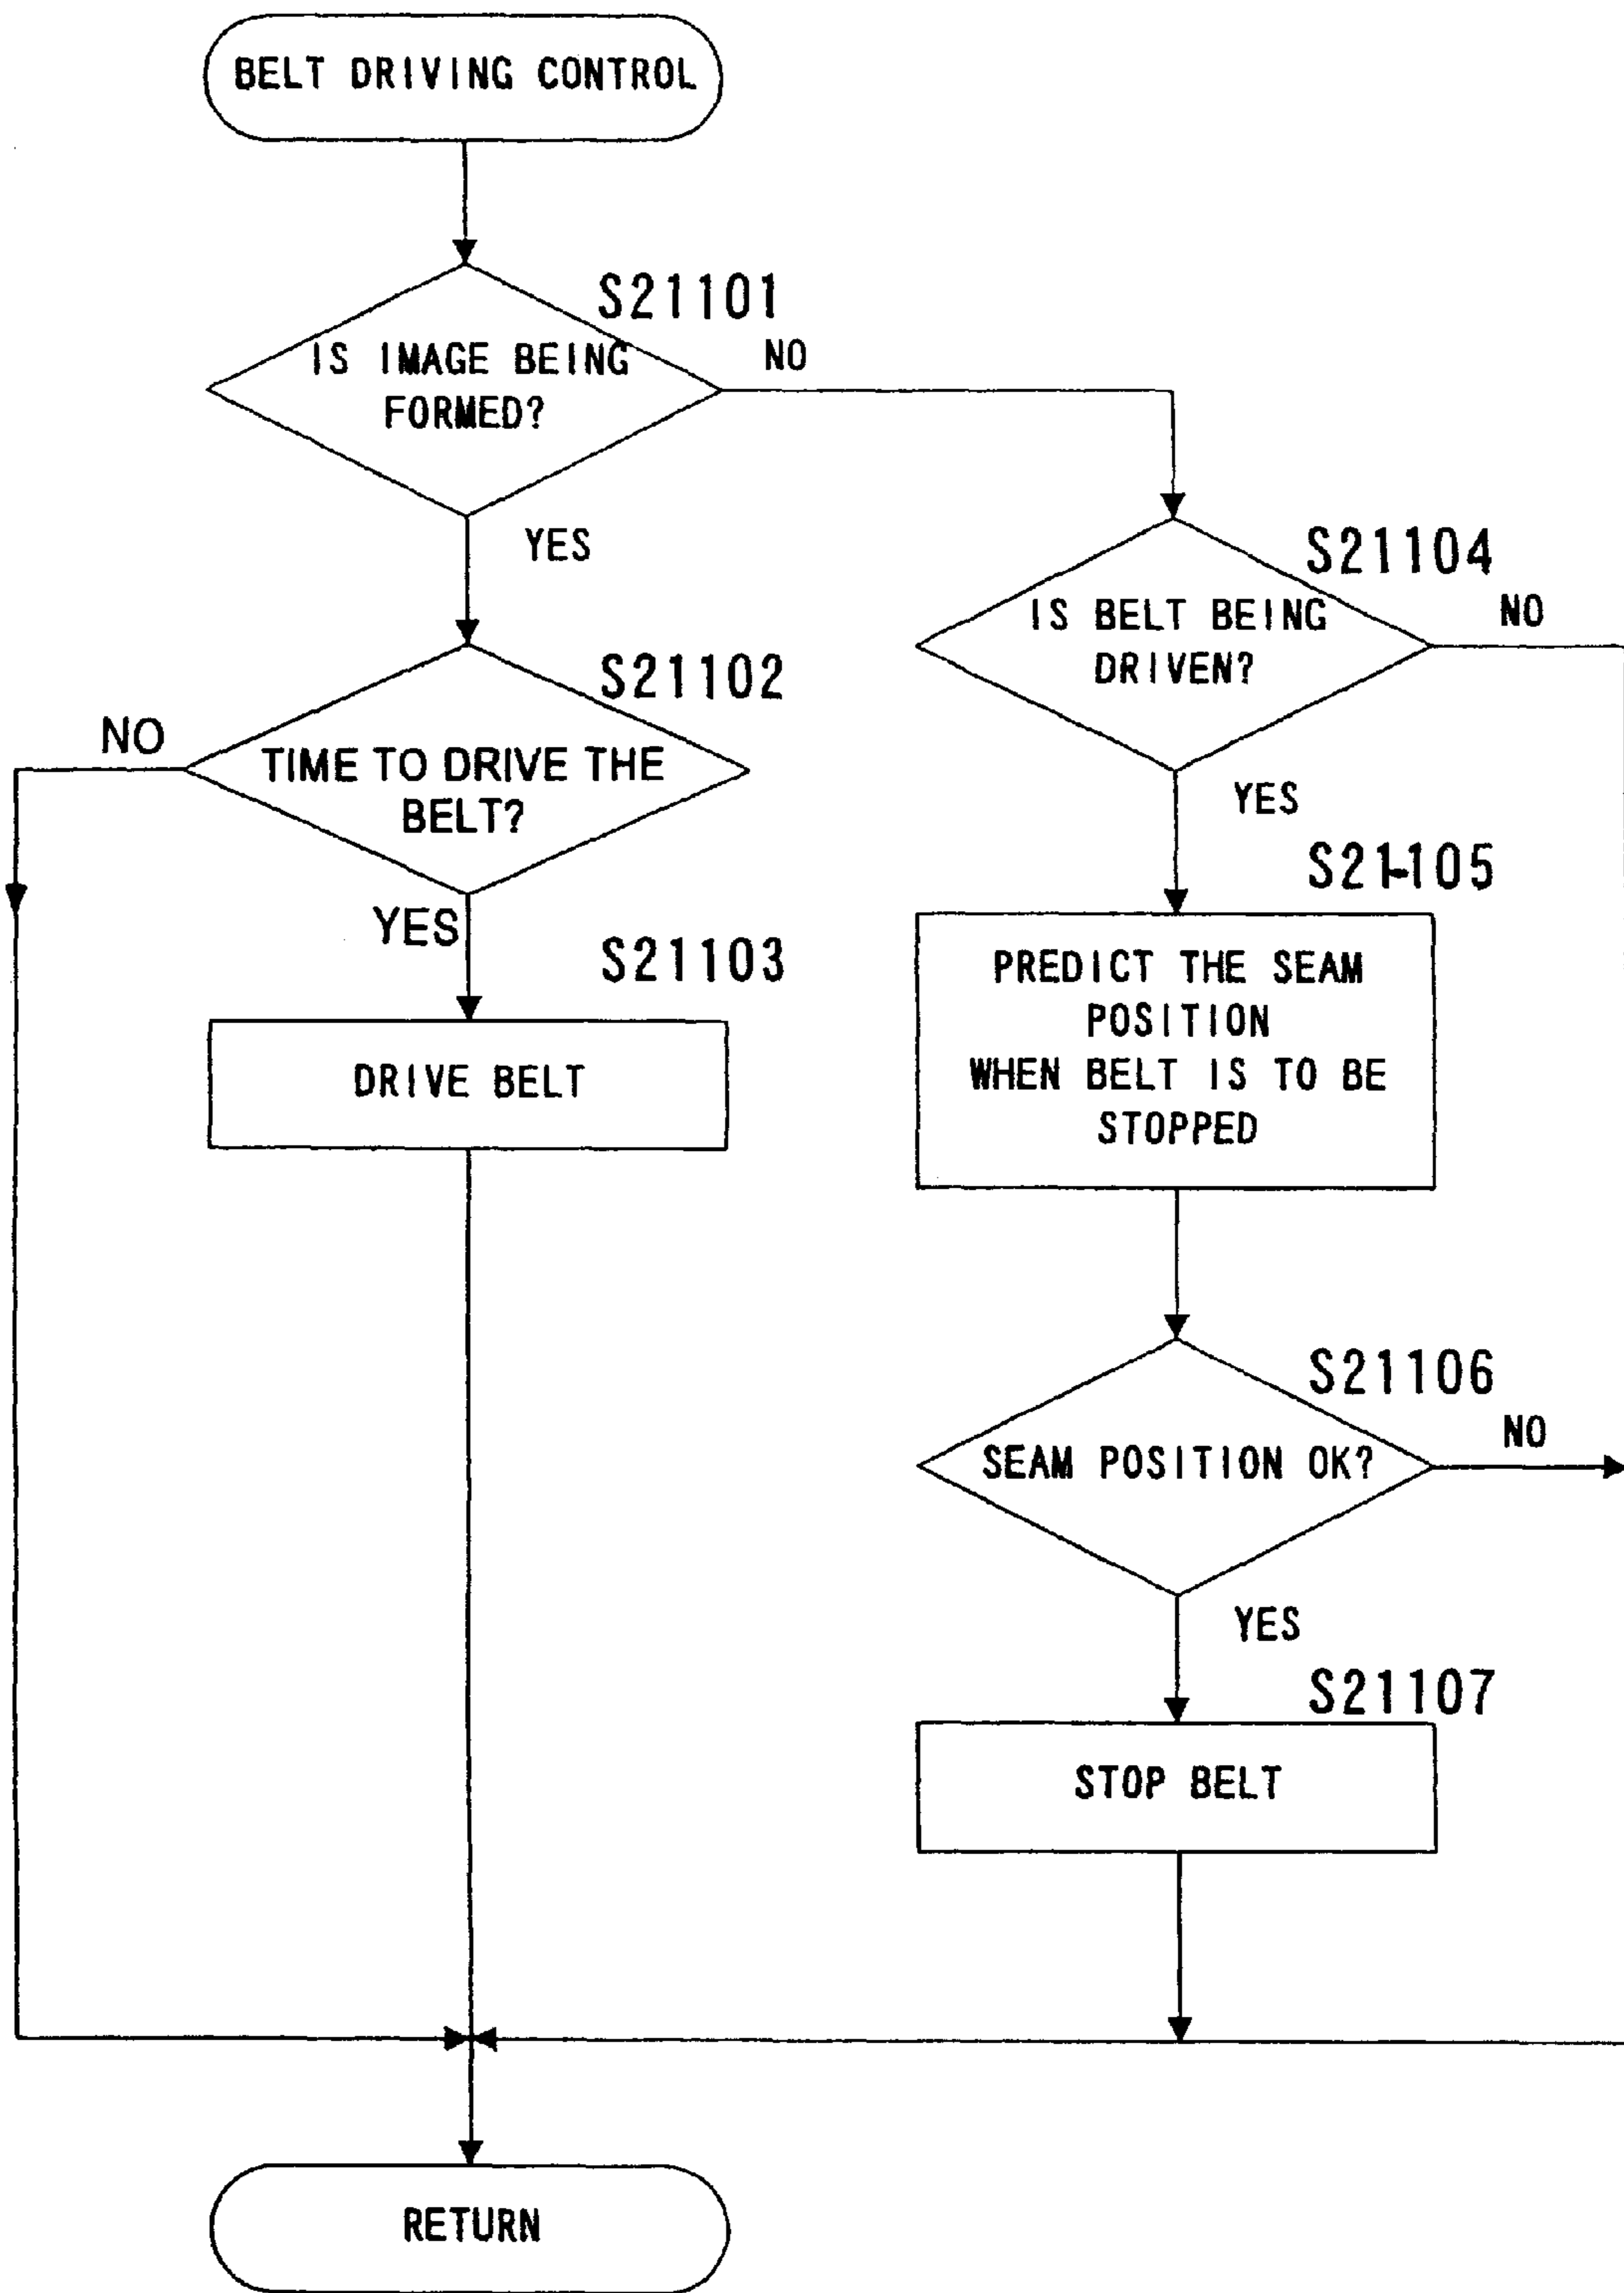 BELT DRIVING CONTROL
S21101
IS IMAGE BEING
FORMED?
NO
YES
S21102
NO
TIME TO DRIVE THE
BELT?
YES
S21103
DRIVE BELT
S21104
IS BELT BEING
DRIVEN?
NO
YES
S21105
PREDICT THE SEAM
POSITION
WHEN BELT IS TO BE
STOPPED
S21106
SEAM POSITION OK?
NO
YES
S21107
STOP BELT
RETURN